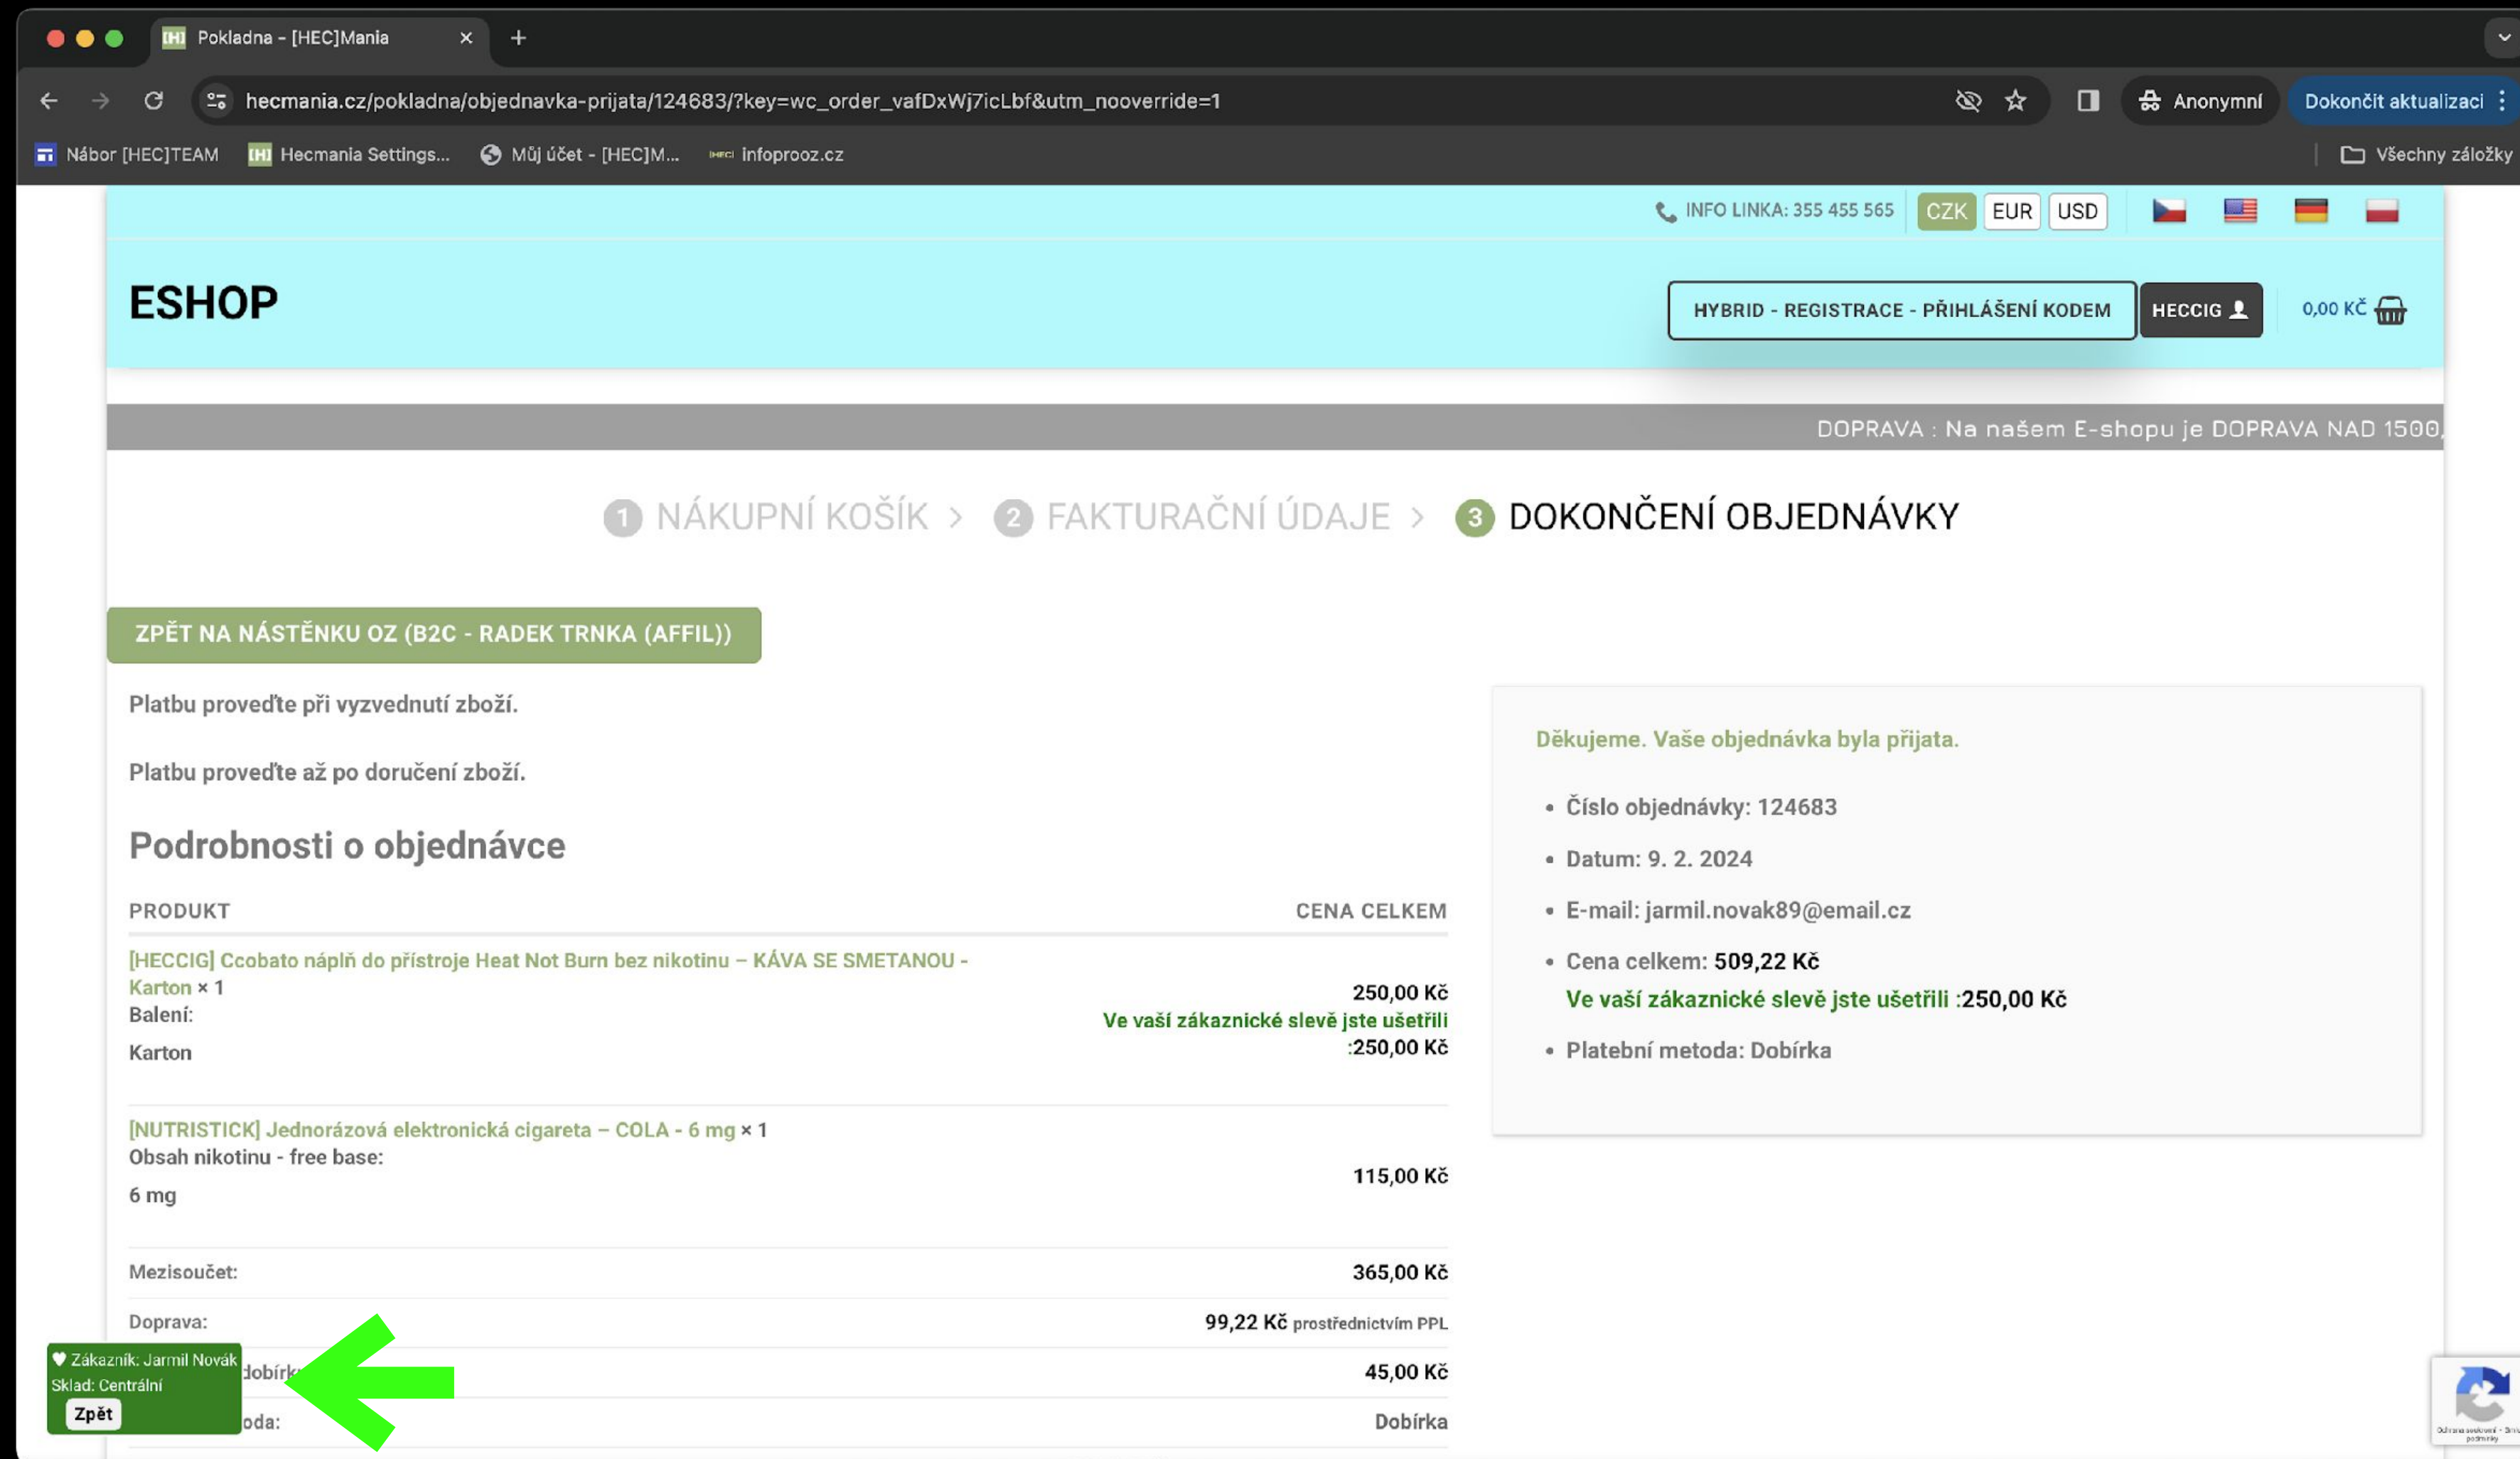 Pokladna - [HEC]Mania
hecmania.cz/pokladna/objednavka-prijata/124683/?key=wc_order_vafDxWj7icLbf&utm_nooverride=1
Anonymní
Dokončit aktualizaci
Nábor [HEC]TEAM
Hecmania Settings...
Můj účet - [HEC]M...
infoprooz.cz
Všechny záložky
INFO LINKA: 355 455 565
CZK
EUR
USD
ESHOP
HYBRID - REGISTRACE - PŘIHLÁŠENÍ KODEM
HECCIG
0,00 KČ
DOPRAVA : Na našem E-shopu je DOPRAVA NAD 1500,
1 NÁKUPNÍ KOŠÍK > 2 FAKTURAČNÍ ÚDAJE > 3 DOKONČENÍ OBJEDNÁVKY
ZPĚT NA NÁSTĚNKU OZ (B2C - RADEK TRNKA (AFFIL))
Platbu proveďte při vyzvednutí zboží.
Platbu proveďte až po doručení zboží.
Podrobnosti o objednávce
PRODUKT
CENA CELKEM
[HECCIG] Ccobato náplň do přístroje Heat Not Burn bez nikotinu – KÁVA SE SMETANOU -
Karton × 1
Balení:
Karton
250,00 Kč
Ve vaší zákaznické slevě jste ušetřili
:250,00 Kč
[NUTRISTICK] Jednorázová elektronická cigareta – COLA - 6 mg × 1
Obsah nikotinu - free base:
6 mg
115,00 Kč
Mezisoučet:
365,00 Kč
Doprava:
99,22 Kč prostřednictvím PPL
45,00 Kč
oda:
Dobírka
Děkujeme. Vaše objednávka byla přijata.
• Číslo objednávky: 124683
• Datum: 9. 2. 2024
• E-mail: jarmil.novak89@email.cz
• Cena celkem: 509,22 Kč
Ve vaší zákaznické slevě jste ušetřili :250,00 Kč
• Platební metoda: Dobírka
Zákazník: Jarmil Novák
Sklad: Centrální
Zpět